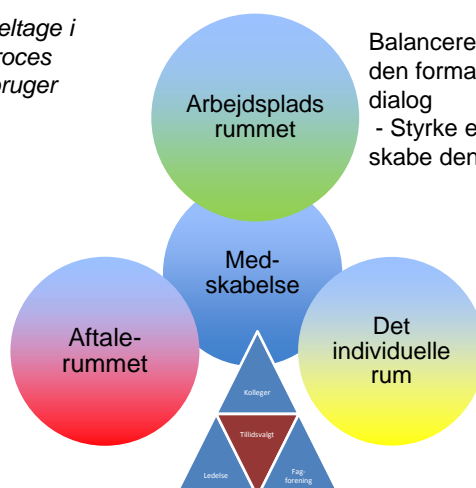 eltage i
roces
ruger
Balancere
den forma
dialog
- Styrke e
skabe den
Arbejdsplads
rummet
Med-
skabelse
Aftale-
rummet
Det
individuelle
rum
Kolleger
Tillidsvalgt
Ledelse
Fag-
forening